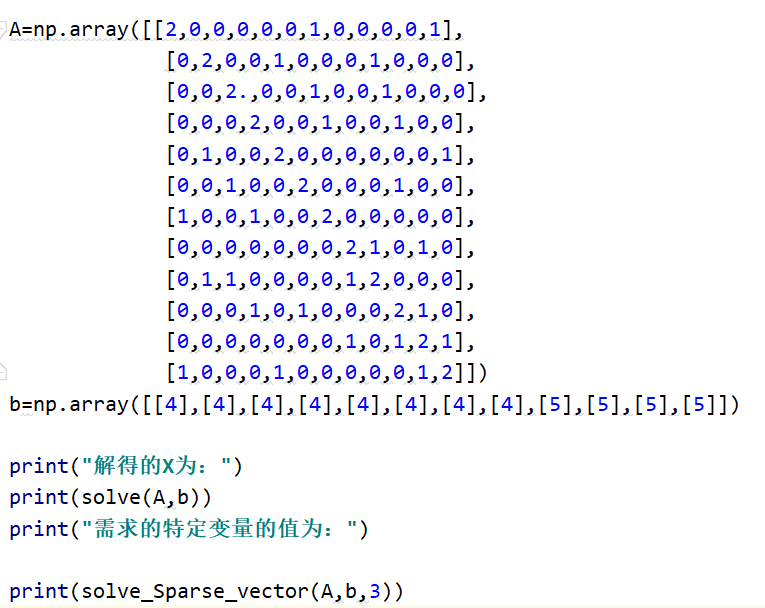 A=np.array([[2,0,0,0,0,0,1,0,0,0,0,1],
[0,2,0,0,1,0,0,0,1,0,0,0],
[0,0,2.,0,0,1,0,0,1,0,0,0],
[0,0,0,2,0,0,1,0,0,1,0,0],
[0,1,0,0,2,0,0,0,0,0,0,1],
[0,0,1,0,0,2,0,0,0,1,0,0],
[1,0,0,1,0,0,2,0,0,0,0,0],
[0,0,0,0,0,0,0,2,1,0,1,0],
[0,1,1,0,0,0,0,1,2,0,0,0],
[0,0,0,1,0,1,0,0,0,2,1,0],
[0,0,0,0,0,0,0,1,0,1,2,1],
[1,0,0,0,1,0,0,0,0,0,1,2]])
b=np.array([[4],[4],[4],[4],[4],[4],[4],[4],[5],[5],[5],[5]])
print("解得的X为：")
print(solve(A,b))
print("需求的特定变量的值为：")
print(solve_Sparse_vector(A,b,3))